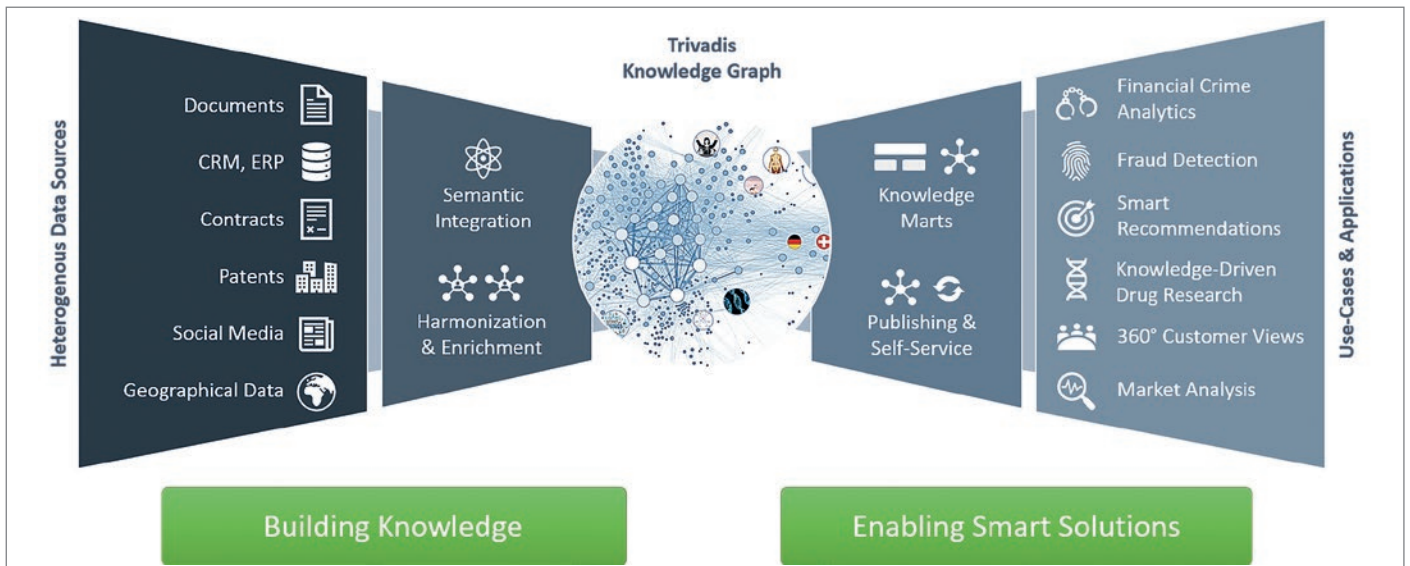 Trivadis
Knowledge Graph
Heterogenous Data Sources
Documents
CRM, ERP
Contracts
Patents
Social Media
Geographical Data
Semantic
Integration
Harmonization
& Enrichment
Knowledge
Marts
Publishing &
Self-Service
Financial Crime
Analytics
Fraud Detection
Smart
Recommendations
Knowledge-Driven
Drug Research
360° Customer Views
Market Analysis
Use-Cases & Applications
Building Knowledge
Enabling Smart Solutions